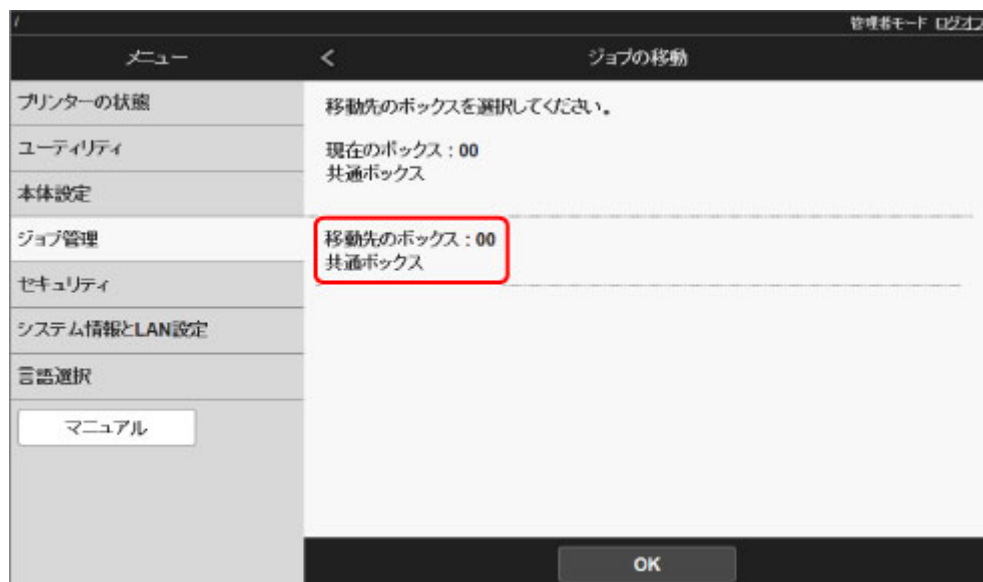 /
管理者モード ログオフ
メニュー
< ジョブの移動
プリンターの状態
ユーティリティ
本体設定
ジョブ管理
セキュリティ
システム情報とLAN設定
言語選択
マニュアル
移動先のボックスを選択してください。
現在のボックス : 00
共通ボックス
移動先のボックス : 00
共通ボックス
OK